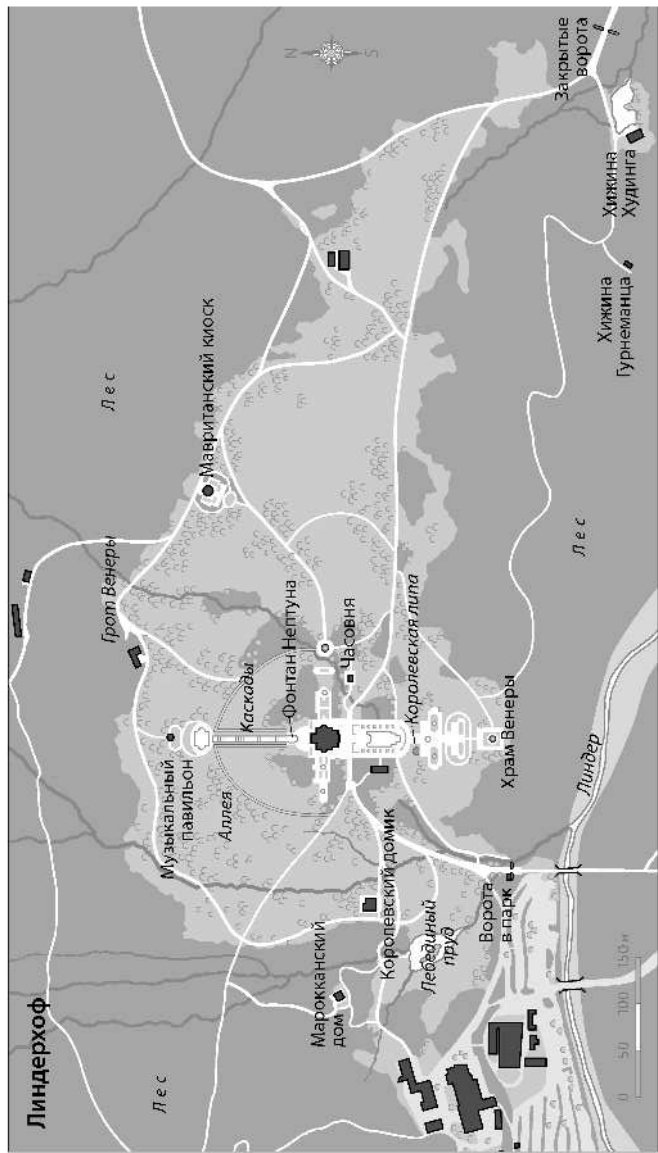 Линдерхоф
Лес
Лес
Грот Венеры
Мавританский киоск
N
S
Закрытые
ворота
Музыкальный
павильон
Каскады
Аллея
Фонтан Нептуна
Часовня
Марокканский
дом
Королевский домик
Королевская липа
Лебединый
пруд
Ворота
в парк
Храм Венеры
Линдер
Лес
Хижина
Гурнеманца
Хижина
Худинга
0
50
100
150 м